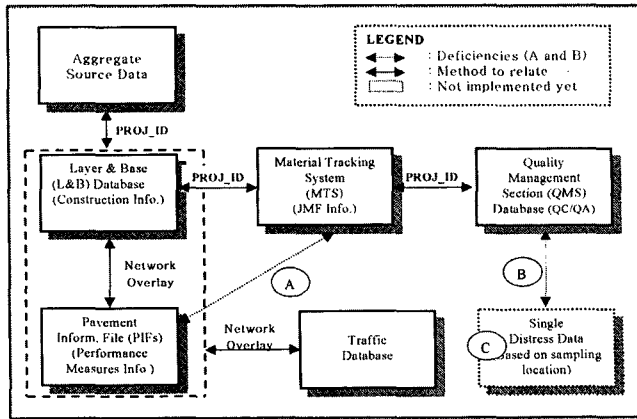 Aggregate
Source Data
LEGEND
: Deficiencies (A and B)
: Method to relate
: Not implemented yet
PROJ_ID
Layer & Base
(L&B) Database
(Construction Info.)
PROJ_ID
Material Tracking
System
(MTS)
(JMF Info.)
PROJ_ID
Quality
Management
Section (QMS)
Database (QC/QA)
Network
Overlay
A
B
Pavement
Inform. File (PIFs)
(Performance
Measures Info.)
Network
Overlay
Traffic
Database
C
Single
Distress Data
based on sampling
location)